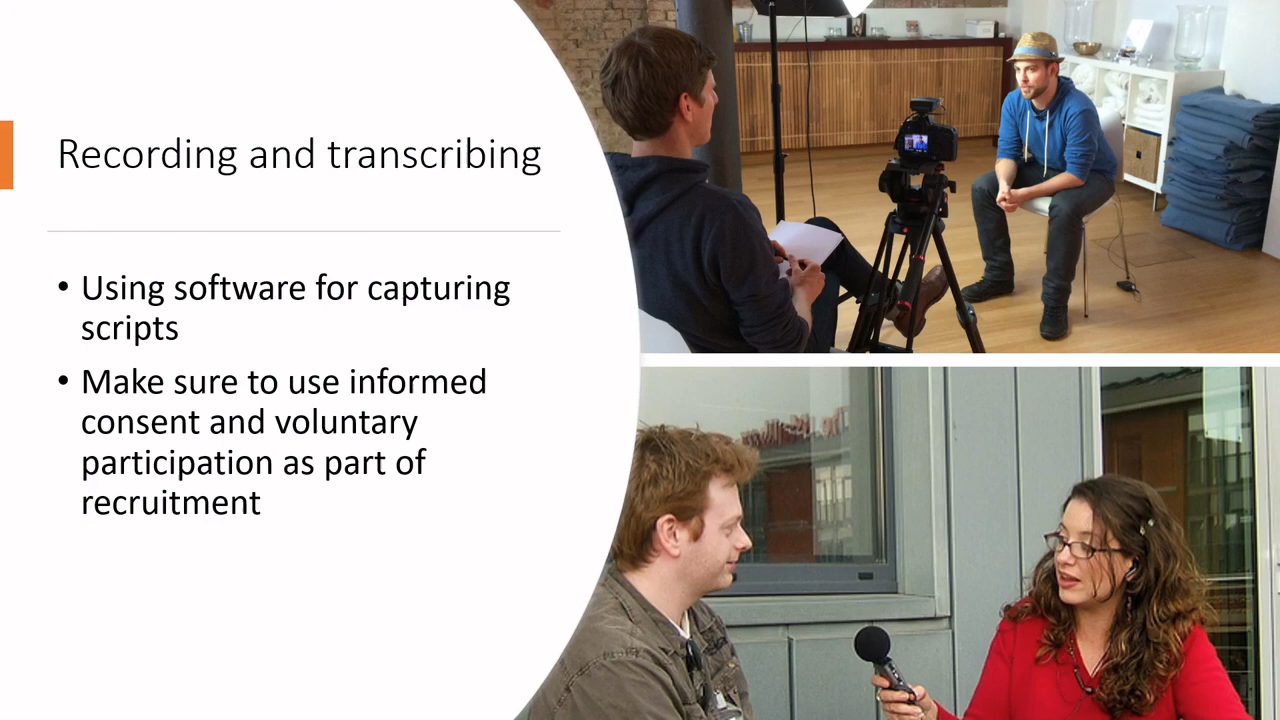 Recording and transcribing
• Using software for capturing
scripts
• Make sure to use informed
consent and voluntary
participation as part of
recruitment